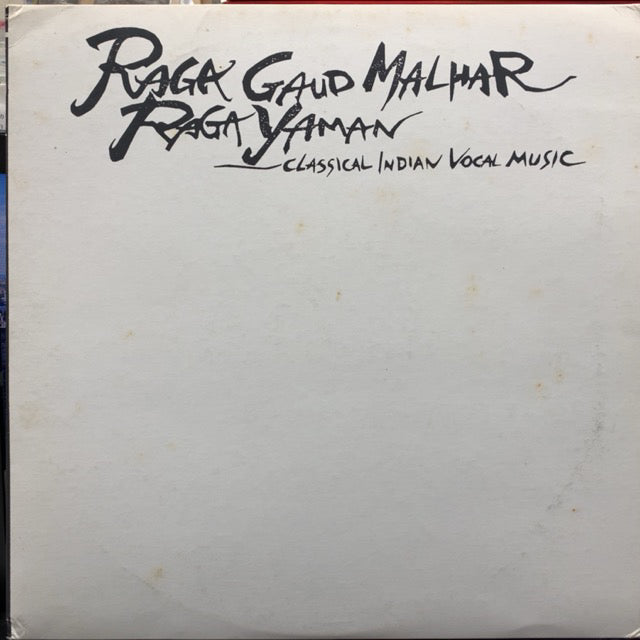 RAGA GAUD MALHAR
RAGA YAMAN
CLASSICAL INDIAN VOCAL MUSIC